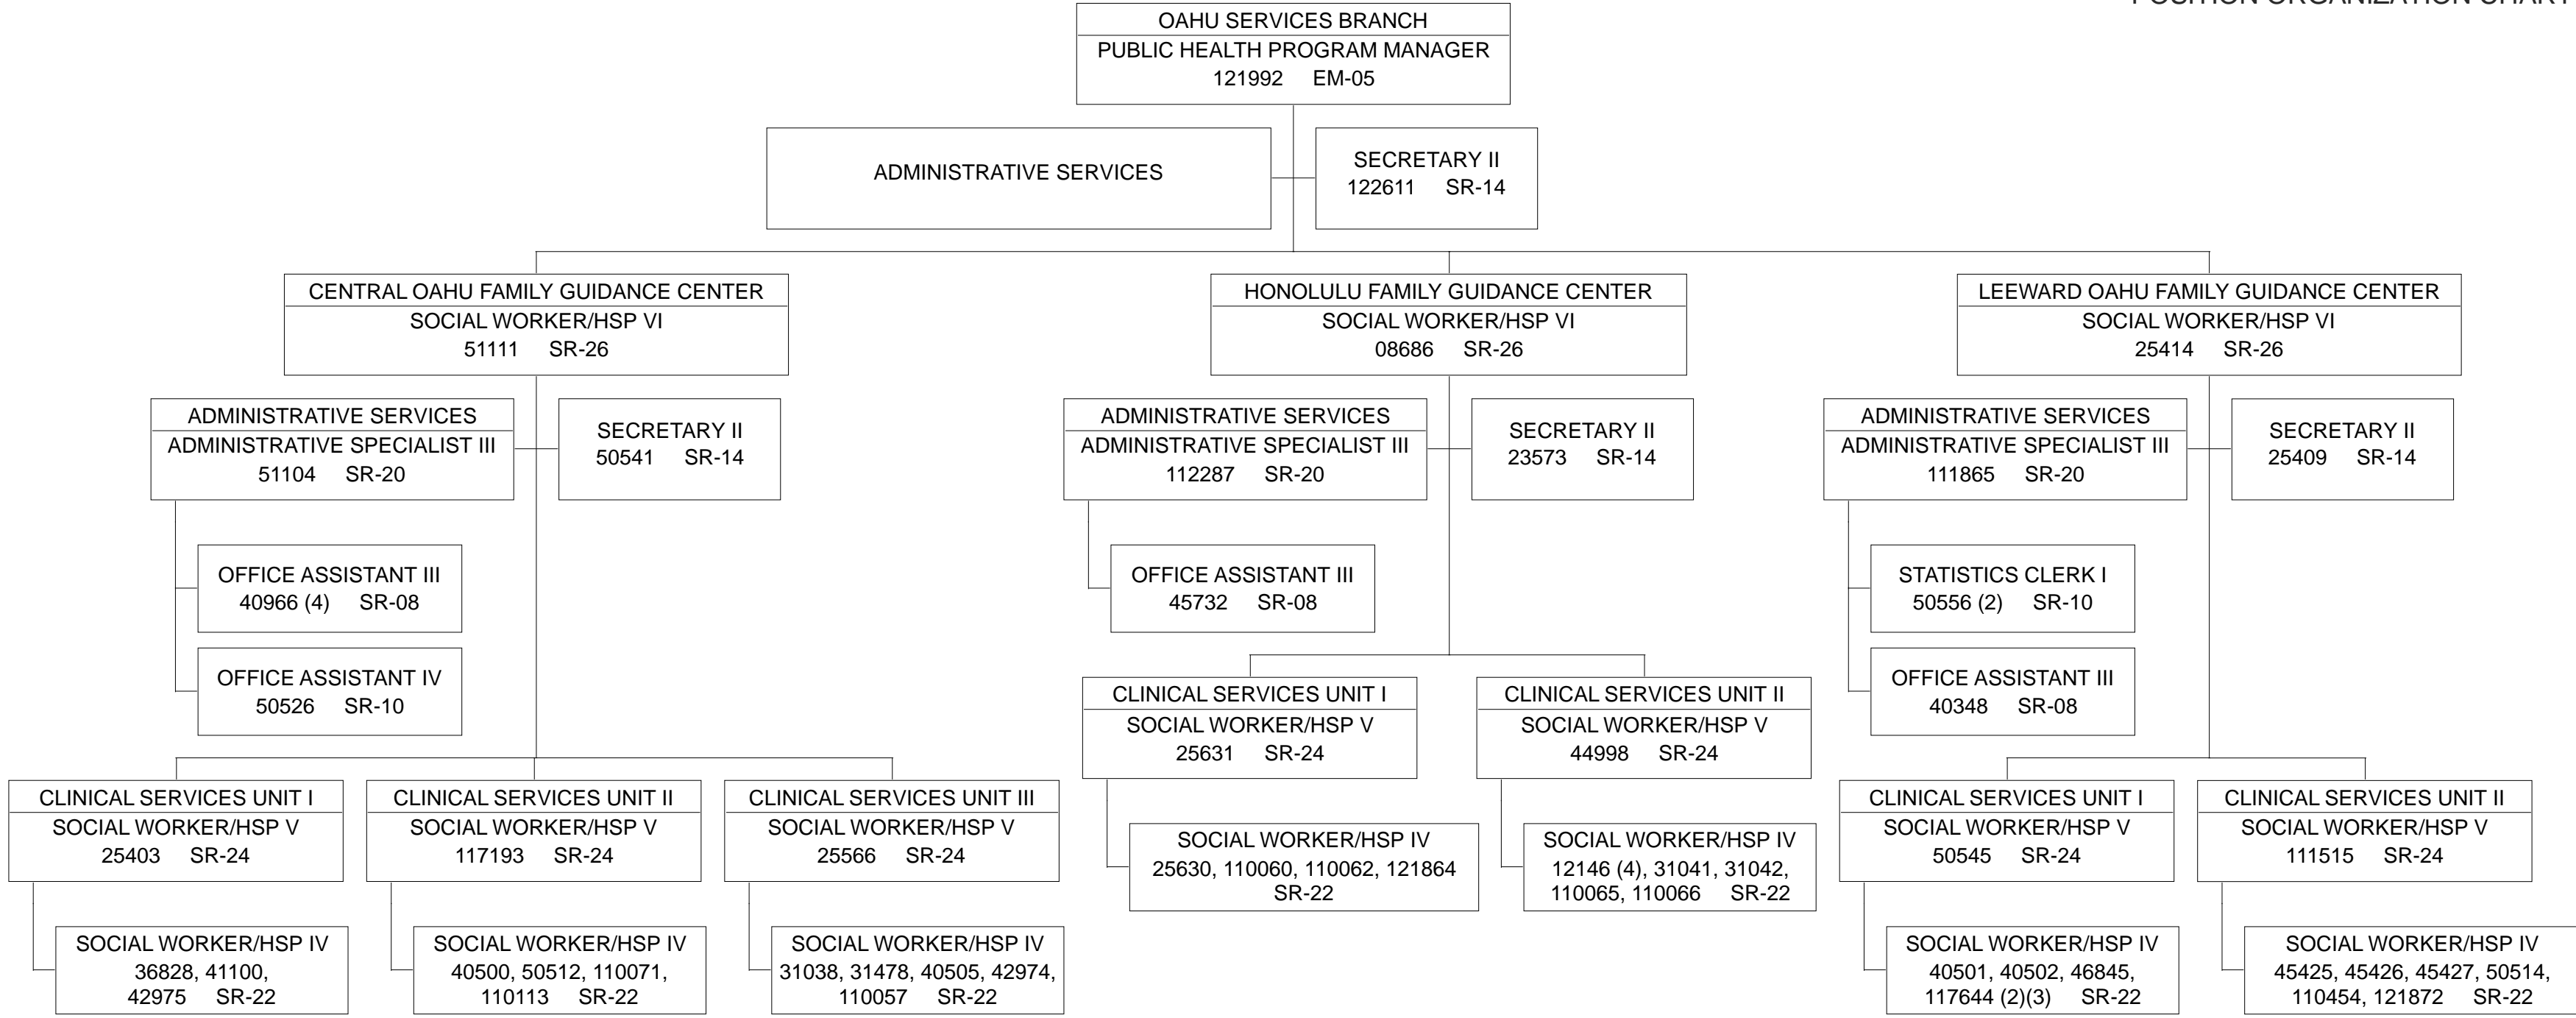 POSITION ORGANIZATION CHART
OAHU SERVICES BRANCH
PUBLIC HEALTH PROGRAM MANAGER
121992 EM-05
ADMINISTRATIVE SERVICES
SECRETARY II
122611 SR-14
CENTRAL OAHU FAMILY GUIDANCE CENTER
SOCIAL WORKER/HSP VI
51111 SR-26
HONOLULU FAMILY GUIDANCE CENTER
SOCIAL WORKER/HSP VI
08686 SR-26
LEEWARD OAHU FAMILY GUIDANCE CENTER
SOCIAL WORKER/HSP VI
25414 SR-26
ADMINISTRATIVE SERVICES
ADMINISTRATIVE SPECIALIST III
51104 SR-20
SECRETARY II
50541 SR-14
ADMINISTRATIVE SERVICES
ADMINISTRATIVE SPECIALIST III
112287 SR-20
SECRETARY II
23573 SR-14
ADMINISTRATIVE SERVICES
ADMINISTRATIVE SPECIALIST III
111865 SR-20
SECRETARY II
25409 SR-14
OFFICE ASSISTANT III
40966 (4) SR-08
OFFICE ASSISTANT IV
50526 SR-10
OFFICE ASSISTANT III
45732 SR-08
STATISTICS CLERK I
50556 (2) SR-10
OFFICE ASSISTANT III
40348 SR-08
CLINICAL SERVICES UNIT I
SOCIAL WORKER/HSP V
25631 SR-24
CLINICAL SERVICES UNIT II
SOCIAL WORKER/HSP V
44998 SR-24
SOCIAL WORKER/HSP IV
25630, 110060, 110062, 121864
SR-22
SOCIAL WORKER/HSP IV
12146 (4), 31041, 31042,
110065, 110066 SR-22
CLINICAL SERVICES UNIT I
SOCIAL WORKER/HSP V
25403 SR-24
CLINICAL SERVICES UNIT II
SOCIAL WORKER/HSP V
117193 SR-24
CLINICAL SERVICES UNIT III
SOCIAL WORKER/HSP V
25566 SR-24
CLINICAL SERVICES UNIT I
SOCIAL WORKER/HSP V
50545 SR-24
CLINICAL SERVICES UNIT II
SOCIAL WORKER/HSP V
111515 SR-24
SOCIAL WORKER/HSP IV
36828, 41100,
42975 SR-22
SOCIAL WORKER/HSP IV
40500, 50512, 110071,
110113 SR-22
SOCIAL WORKER/HSP IV
31038, 31478, 40505, 42974,
110057 SR-22
SOCIAL WORKER/HSP IV
40501, 40502, 46845,
117644 (2)(3) SR-22
SOCIAL WORKER/HSP IV
45425, 45426, 45427, 50514,
110454, 121872 SR-22